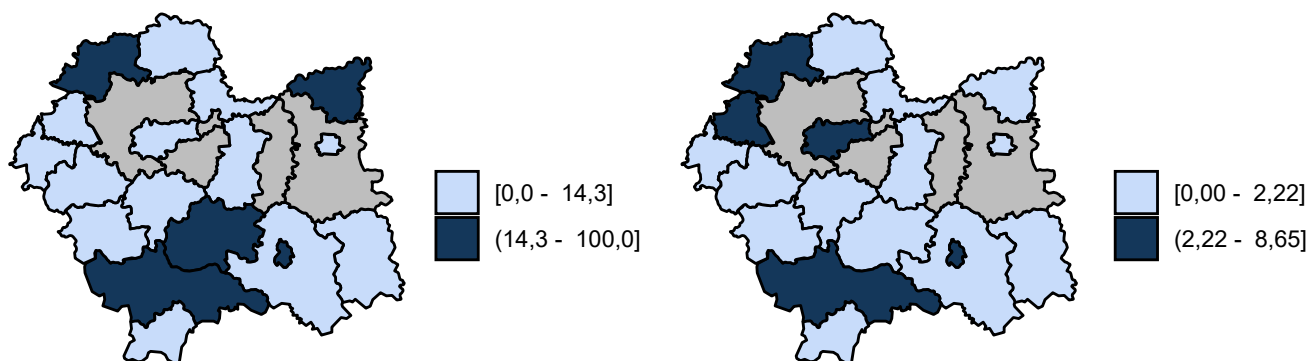 [0,0 - 14,3]
(14,3 - 100,0]
[0,00 - 2,22]
(2,22 - 8,65]